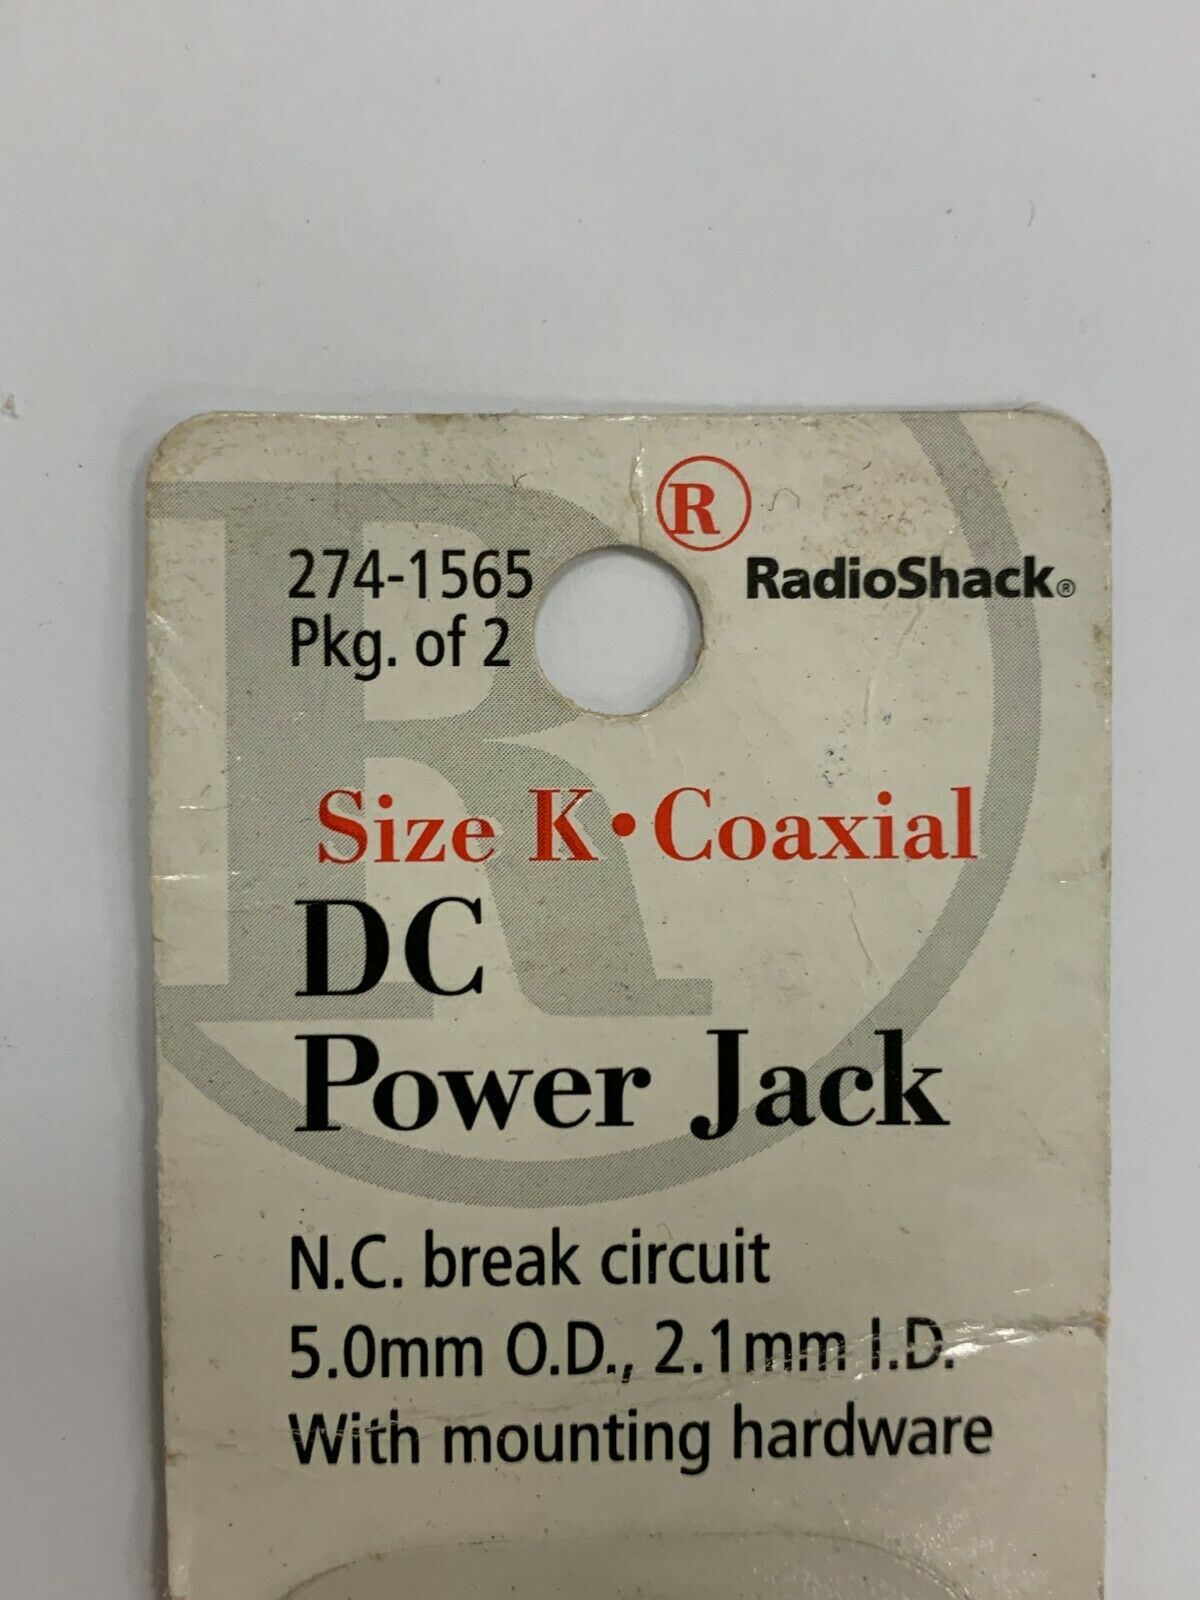 R
RadioShack®
274-1565
Pkg. of 2
Size K • Coaxial
DC
Power Jack
N.C. break circuit
5.0mm O.D., 2.1mm I.D.
With mounting hardware